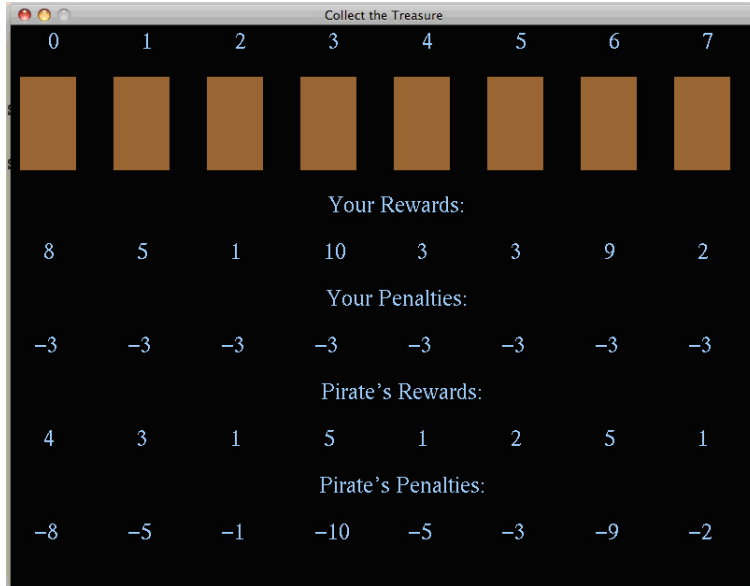 Collect the Treasure
0 1 2 3 4 5 6 7
Your Rewards:
8 5 1 10 3 3 9 2
Your Penalties:
−3 −3 −3 −3 −3 −3 −3 −3
Pirate's Rewards:
4 3 1 5 1 2 5 1
Pirate's Penalties:
−8 −5 −1 −10 −5 −3 −9 −2